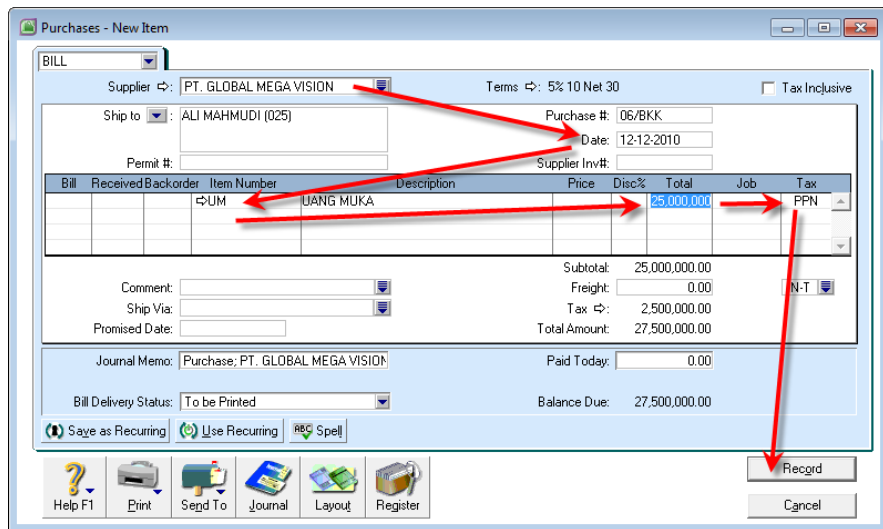 Purchases - New Item
BILL
Supplier ⇨: PT. GLOBAL MEGA VISION Terms ⇨: 5% 10 Net 30 Tax Inclusive
Ship to : ALI MAHMUDI (025) Purchase #: 06/BKK
Date: 12-12-2010
Permit #: Supplier Inv#:
Bill Received Backorder Item Number Description Price Disc% Total Job Tax
⇨UM UANG MUKA 25,000,000 PPN
Subtotal: 25,000,000.00
Comment: Freight: 0.00 N-T
Ship Via: Tax ⇨: 2,500,000.00
Promised Date: Total Amount: 27,500,000.00
Journal Memo: Purchase; PT. GLOBAL MEGA VISION Paid Today: 0.00
Bill Delivery Status: To be Printed Balance Due: 27,500,000.00
Save as Recurring Use Recurring ABC Spell
Record
Help F1 Print Send To Journal Layout Register
Cancel